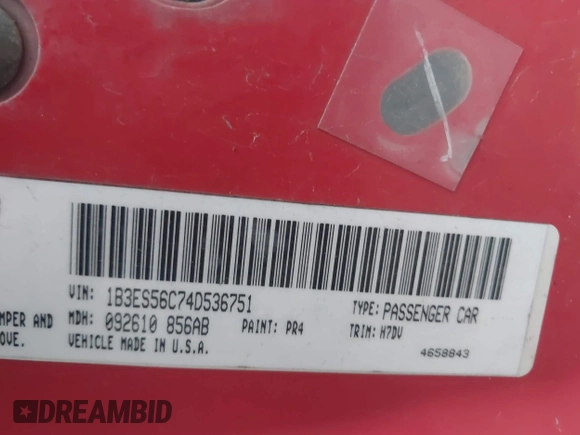 VIN: 1B3ES56C74D536751
TYPE: PASSENGER CAR
MPER AND
MDH: 092610 856AB
PAINT: PR4
TRIM: H7DV
OVE.
VEHICLE MADE IN U.S.A.
4658843
DREAMBID